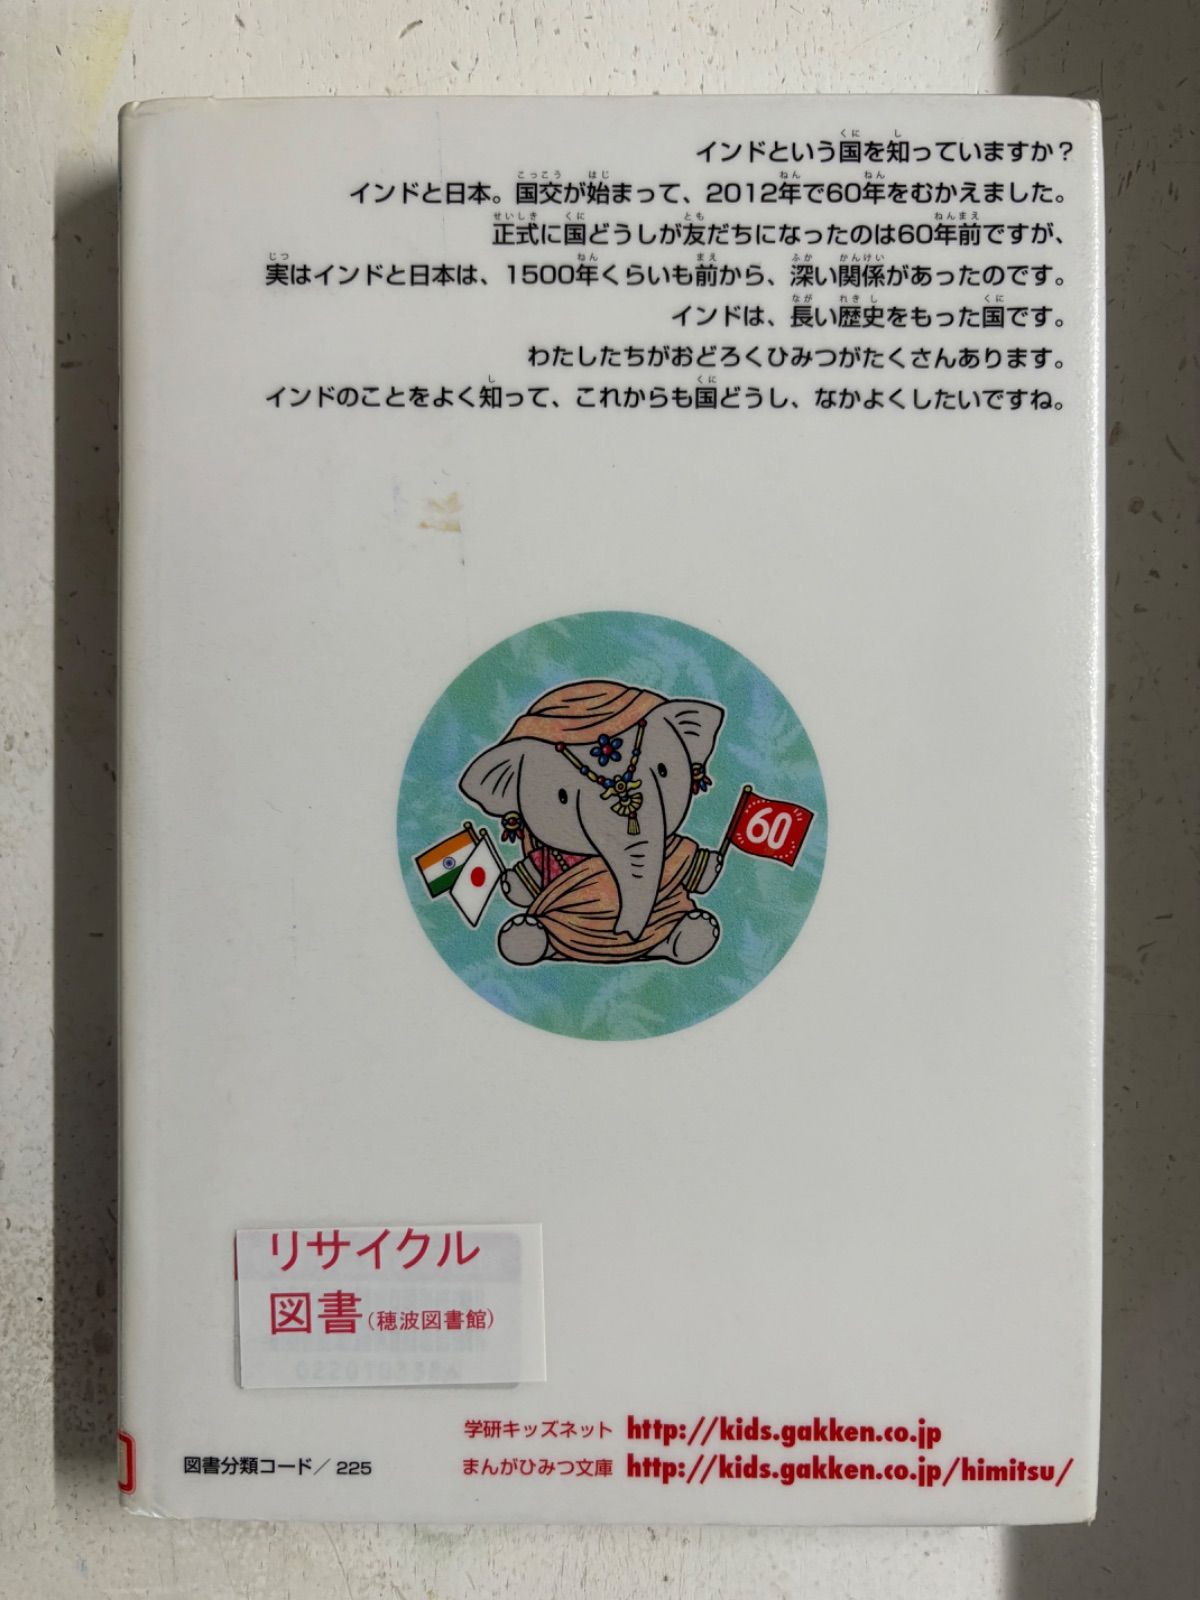 インドという国を知っていますか？
インドと日本。国交が始まって、2012年で60年をむかえました。
正式に国どうしが友だちになったのは60年前ですが、
実はインドと日本は、1500年くらいも前から、深い関係があったのです。
インドは、長い歴史をもった国です。
わたしたちがおどろくひみつがたくさんあります。
インドのことをよく知って、これからも国どうし、なかよくしたいですね。
60
リサイクル
図書(穂波図書館)
学研キッズネット http://kids.gakken.co.jp
図書分類コード／225
まんがひみつ文庫 http://kids.gakken.co.jp/himitsu/